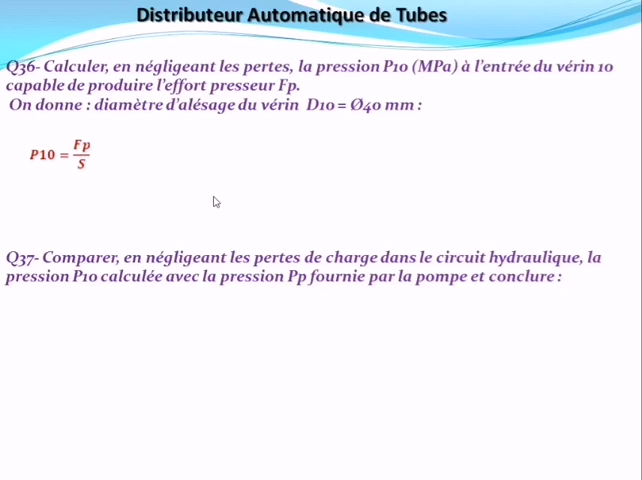 Distributeur Automatique de Tubes
Q36- Calculer, en négligeant les pertes, la pression P10 (MPa) à l'entrée du vérin 10
capable de produire l'effort presseur Fp.
On donne : diamètre d'alésage du vérin D10 = Ø40 mm :
P10 = Fp/S
Q37- Comparer, en négligeant les pertes de charge dans le circuit hydraulique, la
pression P10 calculée avec la pression Pp fournie par la pompe et conclure :